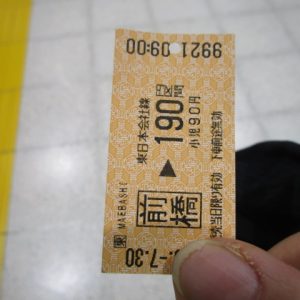 東日本会社線
190円区間
小児90円
▶
下車前途無効
発売当日限り有効
前橋
MAEBASHI
東
-7.30
09:00
9921